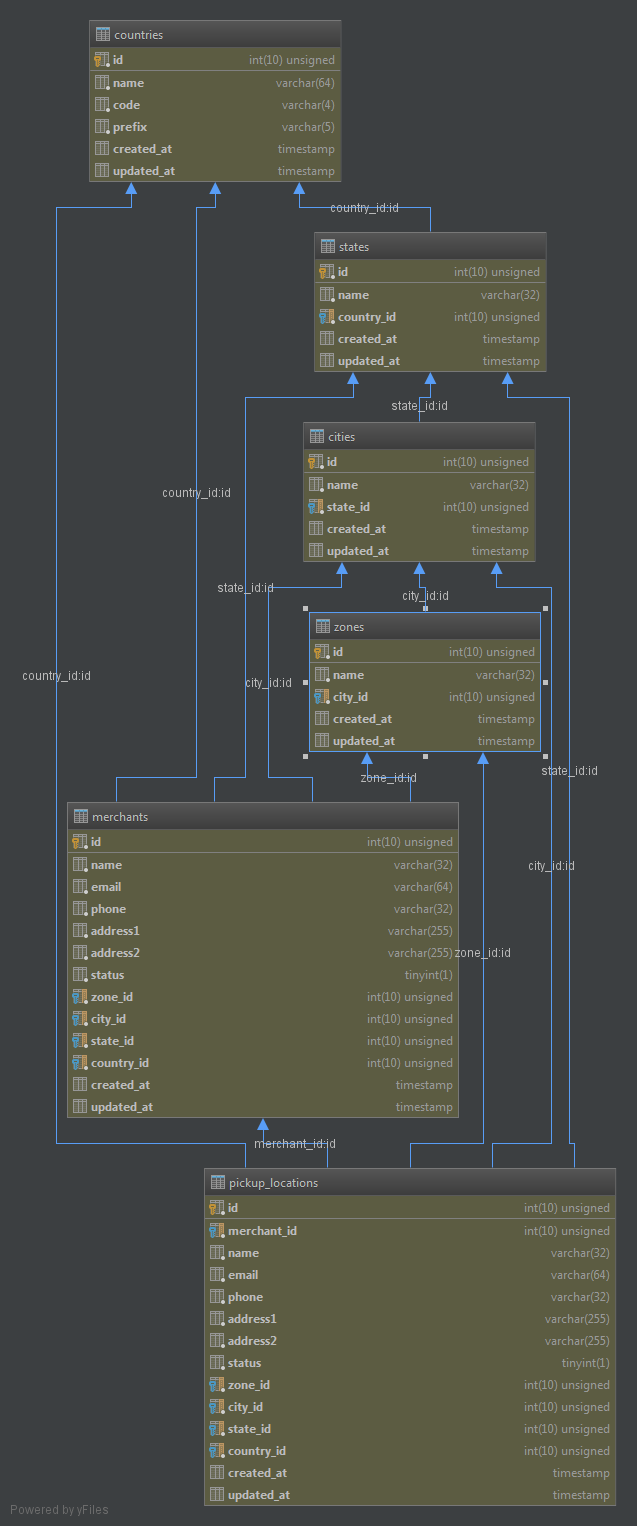 countries
id int(10) unsigned
name varchar(64)
code varchar(4)
prefix varchar(5)
created_at timestamp
updated_at timestamp
country_id:id
states
id int(10) unsigned
name varchar(32)
country_id int(10) unsigned
created_at timestamp
updated_at timestamp
state_id:id
cities
id int(10) unsigned
name varchar(32)
state_id int(10) unsigned
created_at timestamp
updated_at timestamp
country_id:id
state_id:id
city_id:id
zones
id int(10) unsigned
name varchar(32)
city_id int(10) unsigned
created_at timestamp
updated_at timestamp
country_id:id
city_id:id
zone_id:id
state_id:id
merchants
id int(10) unsigned
name varchar(32)
email varchar(64)
phone varchar(32)
address1 varchar(255)
address2 varchar(255)
status tinyint(1)
zone_id int(10) unsigned
city_id int(10) unsigned
state_id int(10) unsigned
country_id int(10) unsigned
created_at timestamp
updated_at timestamp
city_id:id
zone_id:id
merchant_id:id
pickup_locations
id int(10) unsigned
merchant_id int(10) unsigned
name varchar(32)
email varchar(64)
phone varchar(32)
address1 varchar(255)
address2 varchar(255)
status tinyint(1)
zone_id int(10) unsigned
city_id int(10) unsigned
state_id int(10) unsigned
country_id int(10) unsigned
created_at timestamp
updated_at timestamp
Powered by yFiles